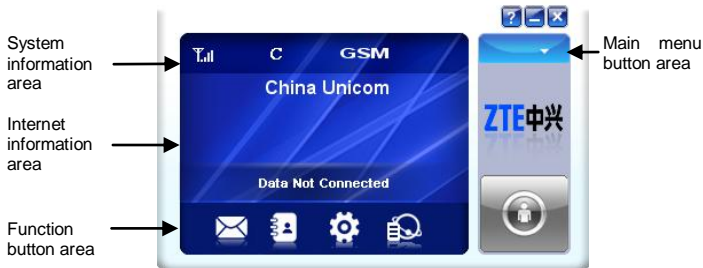 System
information
area
Internet
information
area
Function
button area
?
C GSM
China Unicom
Data Not Connected
Main menu
button area
ZTE中兴